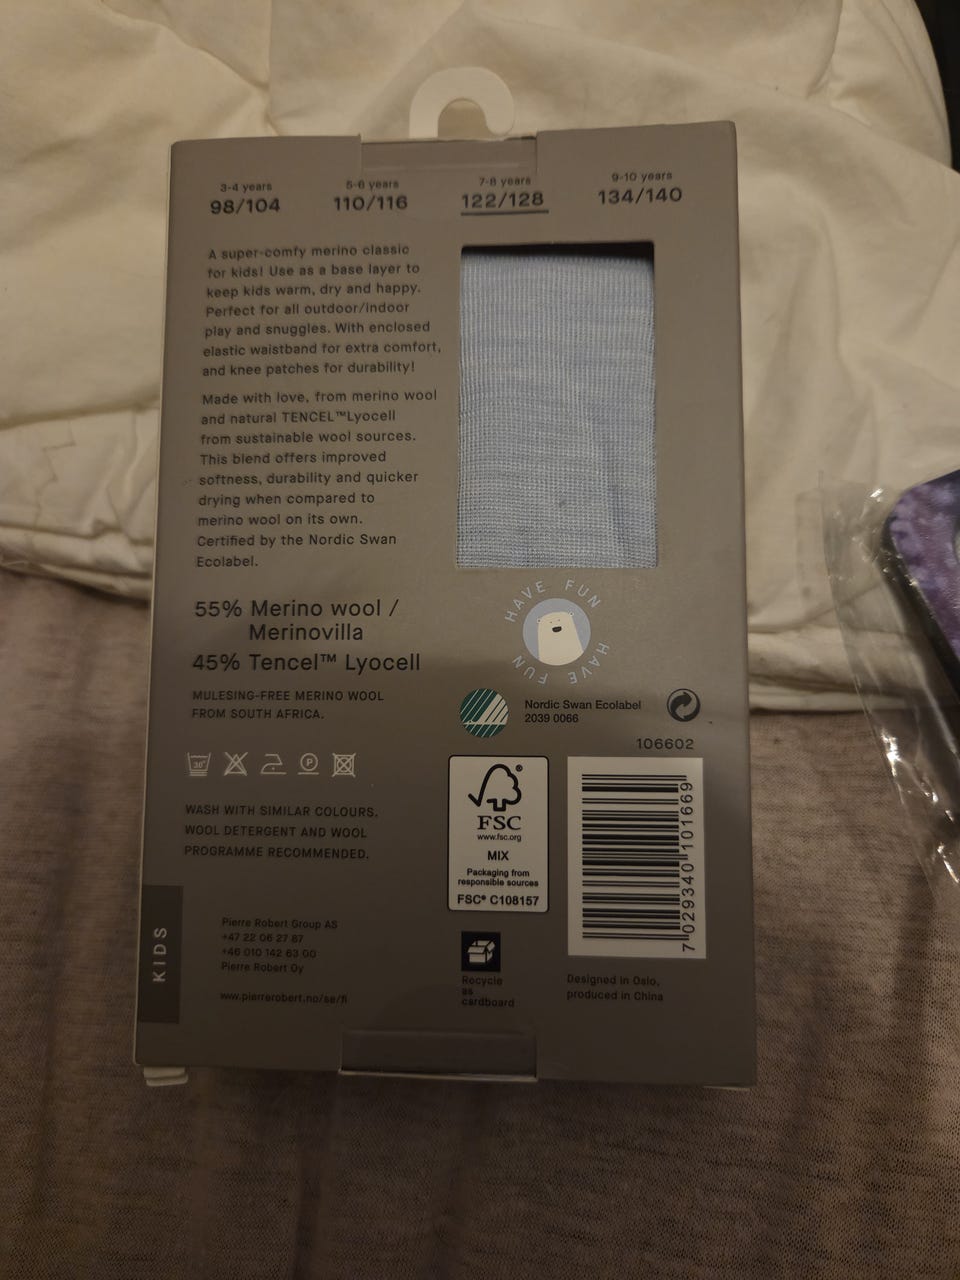 3-4 years
98/104
5-6 years
110/116
7-8 years
122/128
9-10 years
134/140
A super-comfy merino classic
for kids! Use as a base layer to
keep kids warm, dry and happy.
Perfect for all outdoor/indoor
play and snuggles. With enclosed
elastic waistband for extra comfort,
and knee patches for durability!
Made with love, from merino wool
and natural TENCEL™Lyocell
from sustainable wool sources.
This blend offers improved
softness, durability and quicker
drying when compared to
merino wool on its own.
Certified by the Nordic Swan
Ecolabel.
55% Merino wool /
Merinovilla
45% Tencel™ Lyocell
MULESING-FREE MERINO WOOL
FROM SOUTH AFRICA.
30°
P
WASH WITH SIMILAR COLOURS.
WOOL DETERGENT AND WOOL
PROGRAMME RECOMMENDED.
KIDS
Pierre Robert Group AS
+47 22 06 27 87
+46 010 142 63 00
Pierre Robert Oy
www.pierrerobert.no/se/fi
HAVE FUN
HAVE FUN
Nordic Swan Ecolabel
2039 0066
106602
FSC®
www.fsc.org
MIX
Packaging from
responsible sources
FSC® C108157
7 029340 101669
Recycle
as
cardboard
Designed in Oslo,
produced in China